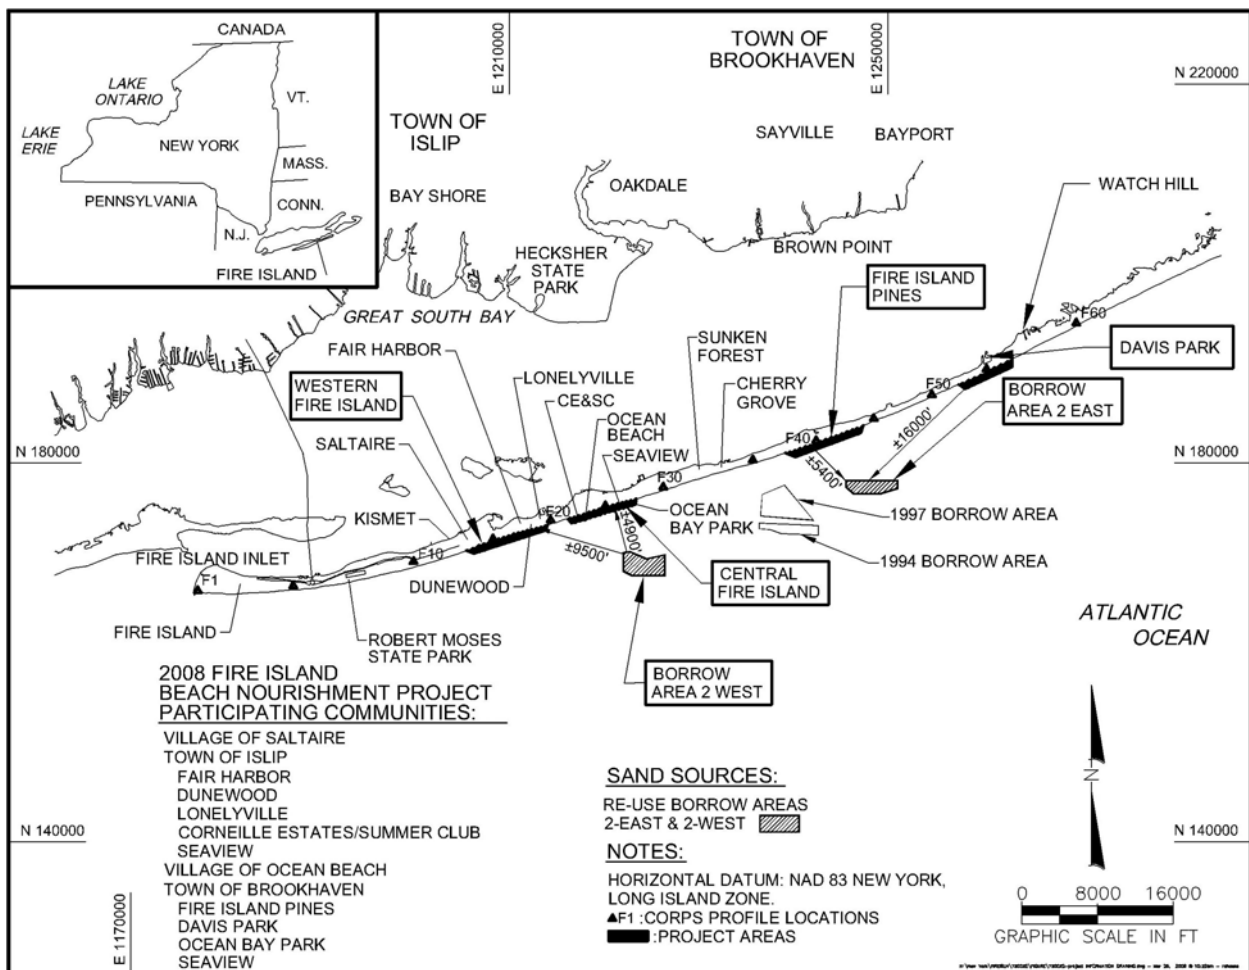 CANADA
LAKE
ONTARIO
VT.
LAKE
ERIE
NEW YORK
MASS.
PENNSYLVANIA
CONN.
N.J.
FIRE ISLAND
E 1210000
TOWN OF
BROOKHAVEN
E 1250000
N 220000
TOWN OF
ISLIP
SAYVILLE
BAYPORT
BAY SHORE
OAKDALE
WATCH HILL
HECKSHER
STATE
PARK
BROWN POINT
FIRE ISLAND
PINES
GREAT SOUTH BAY
F60
FAIR HARBOR
SUNKEN
FOREST
DAVIS PARK
LONELYVILLE
CE&SC
CHERRY
GROVE
WESTERN
FIRE ISLAND
F50
BORROW
AREA 2 EAST
OCEAN
BEACH
±16000'
SALTAIRE
SEAVIEW
F40
N 180000
N 180000
±5400'
F30
KISMET
F20
OCEAN
BAY PARK
1997 BORROW AREA
±4900'
FIRE ISLAND INLET
F10
±9500'
1994 BORROW AREA
F1
DUNEWOOD
CENTRAL
FIRE ISLAND
FIRE ISLAND
ROBERT MOSES
STATE PARK
ATLANTIC
OCEAN
BORROW
AREA 2 WEST
2008 FIRE ISLAND
BEACH NOURISHMENT PROJECT
PARTICIPATING COMMUNITIES:
VILLAGE OF SALTAIRE
TOWN OF ISLIP
FAIR HARBOR
DUNEWOOD
LONELYVILLE
CORNEILLE ESTATES/SUMMER CLUB
SEAVIEW
VILLAGE OF OCEAN BEACH
TOWN OF BROOKHAVEN
FIRE ISLAND PINES
DAVIS PARK
OCEAN BAY PARK
SEAVIEW
N 140000
E 1170000
SAND SOURCES:
RE-USE BORROW AREAS
2-EAST & 2-WEST
NOTES:
HORIZONTAL DATUM: NAD 83 NEW YORK,
LONG ISLAND ZONE.
F1 :CORPS PROFILE LOCATIONS
:PROJECT AREAS
N
N 140000
0 8000 16000
GRAPHIC SCALE IN FT